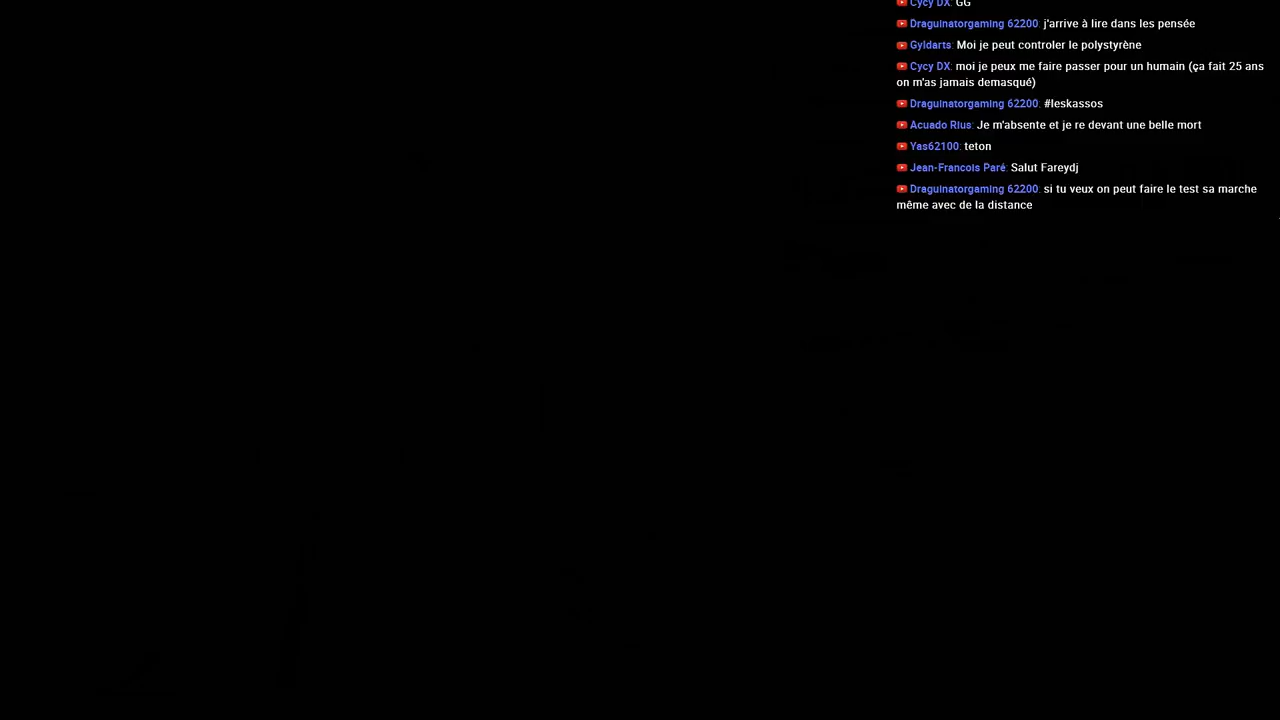 Cycy DX: GG
Draguinatorgaming 62200: j'arrive à lire dans les pensée
Gyldarts: Moi je peut controler le polystyrène
Cycy DX: moi je peux me faire passer pour un humain (ça fait 25 ans
on m'as jamais demasqué)
Draguinatorgaming 62200: #leskassos
Acuado Rius: Je m'absente et je re devant une belle mort
Yas62100: teton
Jean-Francois Paré: Salut Fareydj
Draguinatorgaming 62200: si tu veux on peut faire le test sa marche
même avec de la distance